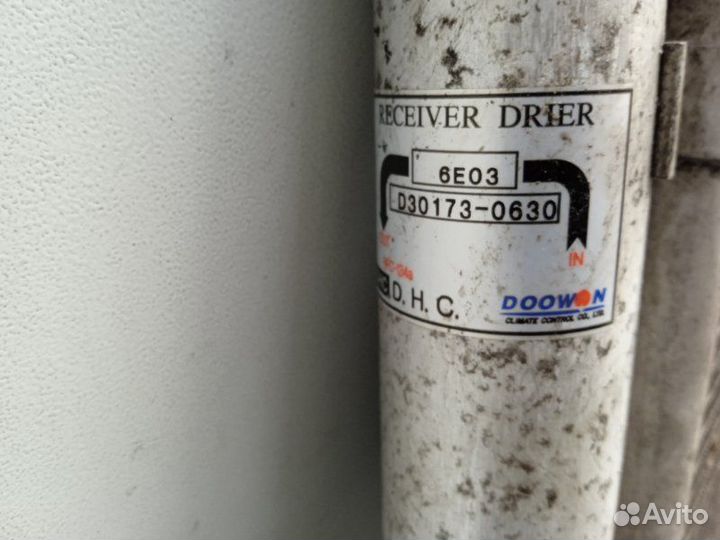 RECEIVER DRIER
6E03
D30173-0630
IN
D. H. C.
DOOWON
CLIMATE CONTROL CO., LTD.
Avito